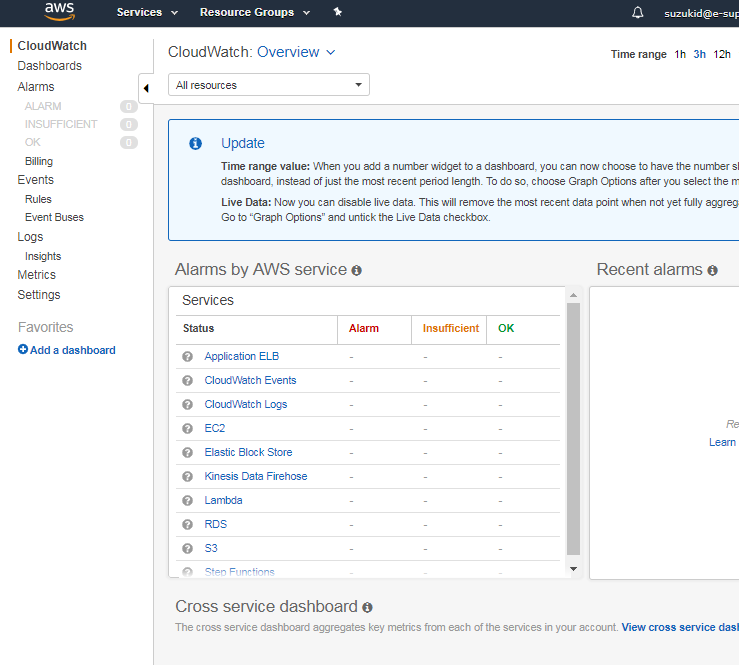 aws
Services
Resource Groups
suzukid@e-sup
CloudWatch
Dashboards
Alarms
ALARM 0
INSUFFICIENT 0
OK 0
Billing
Events
Rules
Event Buses
Logs
Insights
Metrics
Settings
Favorites
Add a dashboard
CloudWatch: Overview
Time range 1h 3h 12h
All resources
Update
Time range value: When you add a number widget to a dashboard, you can now choose to have the number
dashboard, instead of just the most recent period length. To do so, choose Graph Options after you select the
Live Data: Now you can disable live data. This will remove the most recent data point when not yet fully
Go to “Graph Options” and untick the Live Data checkbox.
Alarms by AWS service
Services
Status Alarm Insufficient OK
Application ELB - - -
CloudWatch Events - - -
CloudWatch Logs - - -
EC2 - - -
Elastic Block Store - - -
Kinesis Data Firehose - - -
Lambda - - -
RDS - - -
S3 - - -
Step Functions - - -
Recent alarms
Re
Learn
Cross service dashboard
The cross service dashboard aggregates key metrics from each of the services in your account. View cross service